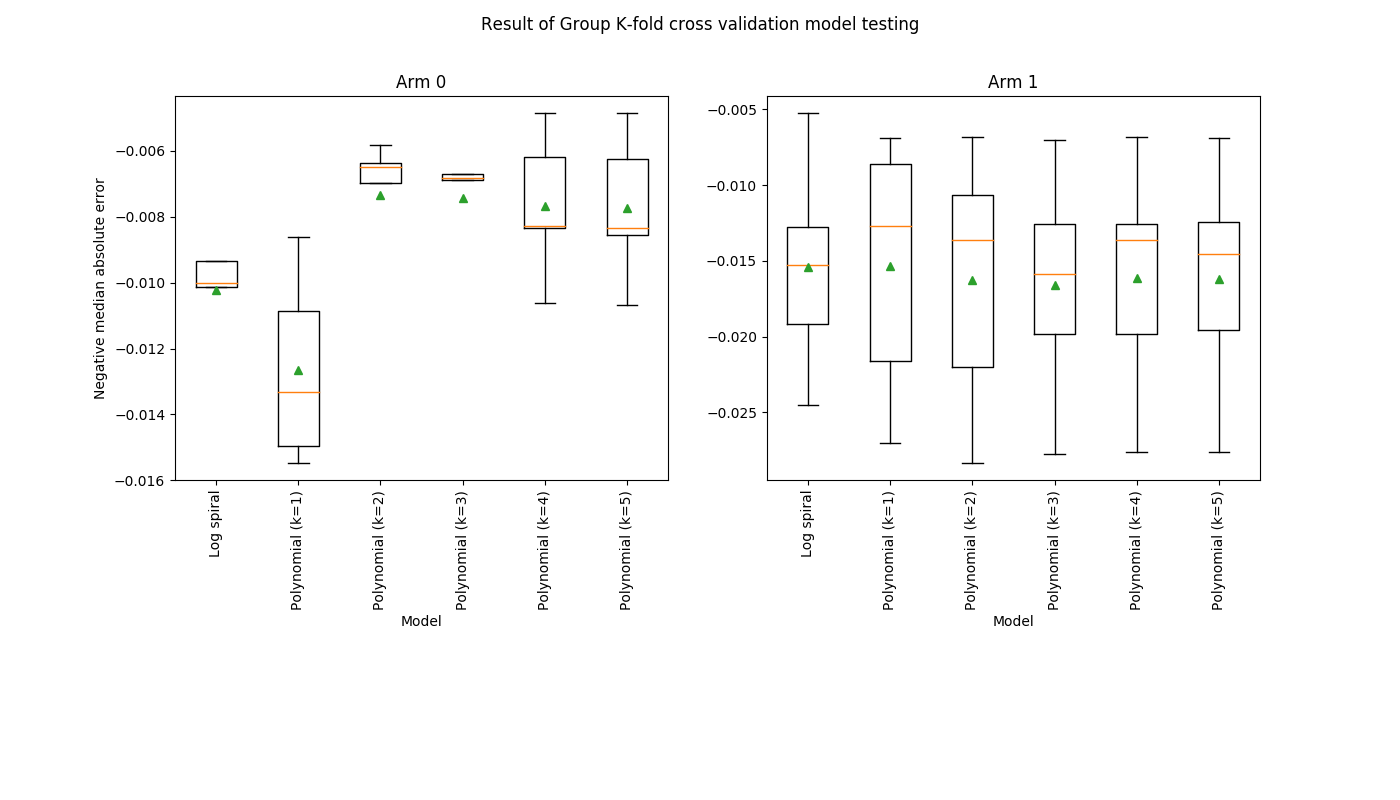 Result of Group K-fold cross validation model testing
Arm 0
Negative median absolute error
−0.006
−0.008
−0.010
−0.012
−0.014
−0.016
Log spiral
Polynomial (k=1)
Polynomial (k=2)
Polynomial (k=3)
Polynomial (k=4)
Polynomial (k=5)
Model
Arm 1
−0.005
−0.010
−0.015
−0.020
−0.025
Log spiral
Polynomial (k=1)
Polynomial (k=2)
Polynomial (k=3)
Polynomial (k=4)
Polynomial (k=5)
Model